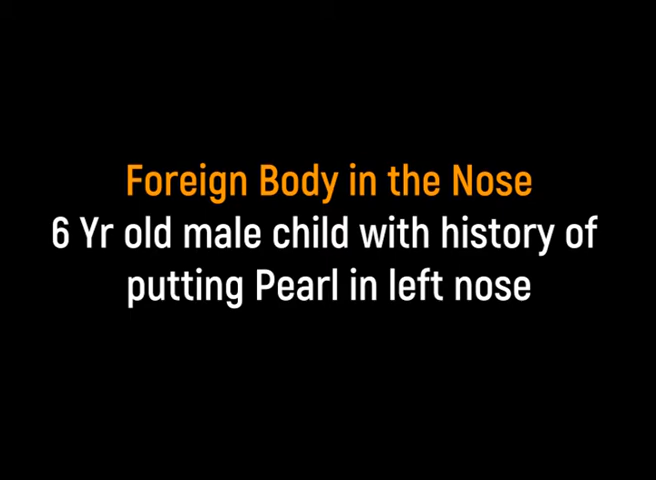 Foreign Body in the Nose
6 Yr old male child with history of
putting Pearl in left nose